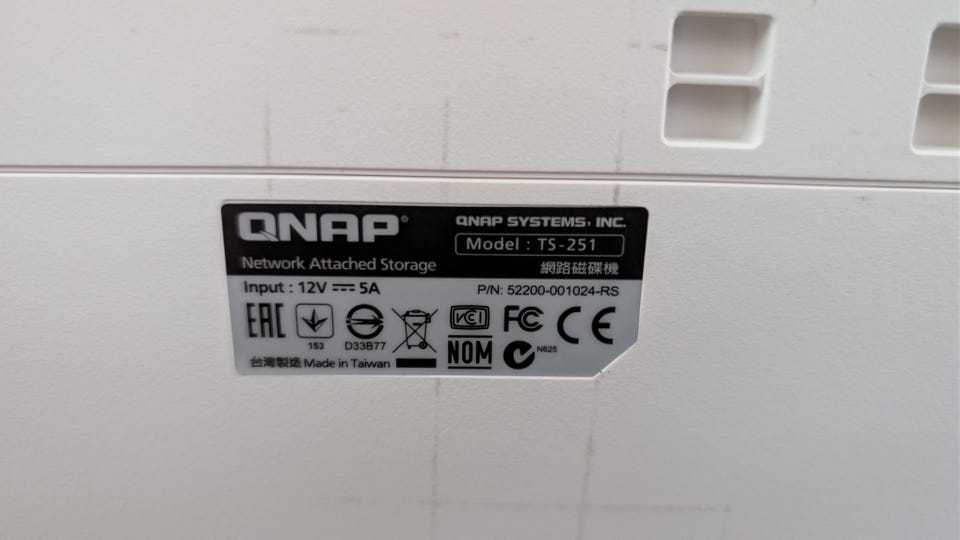 QNAP®
QNAP SYSTEMS, INC.
Model : TS-251
Network Attached Storage
網路磁碟機
Input : 12V ⎓ 5A
P/N: 52200-001024-RS
EAC
153
D33B77
VCI
FC
CE
NOM
N625
台灣製造 Made in Taiwan